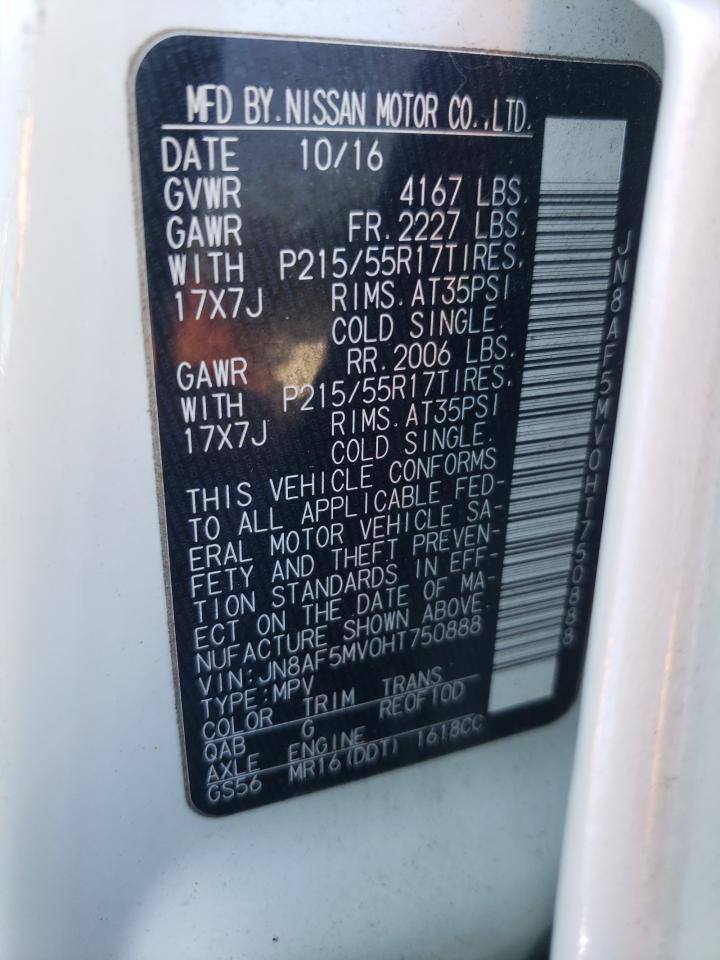 MFD BY.NISSAN MOTOR CO.,LTD.
DATE 10/16
GVWR 4167 LBS.
GAWR FR.2227 LBS.
WITH P215/55R17TIRES,
17X7J RIMS.AT35PSI
COLD SINGLE.
GAWR RR.2006 LBS.
WITH P215/55R17TIRES,
17X7J RIMS.AT35PSI
COLD SINGLE.
THIS VEHICLE CONFORMS
TO ALL APPLICABLE FED-
ERAL MOTOR VEHICLE SA-
FETY AND THEFT PREVEN-
TION STANDARDS IN EFF-
ECT ON THE DATE OF MA-
NUFACTURE SHOWN ABOVE.
VIN:JN8AF5MV0HT750888
TYPE:MPV
COLOR TRIM TRANS
QAB G RE0F10D
AXLE ENGINE
GS56 MR16(DDT) 1618CC
JN8AF5MV0HT750888